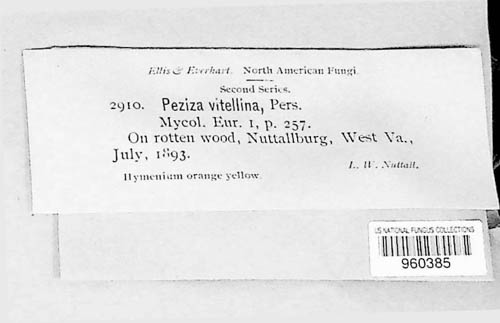 Ellis & Everhart. North American Fungi.
Second Series.
2910. Peziza vitellina, Pers.
Mycol. Eur. 1, p. 257.
On rotten wood, Nuttallburg, West Va.,
July, 1893.
L. W. Nuttall.
Hymenium orange yellow.
US NATIONAL FUNGUS COLLECTIONS
960385